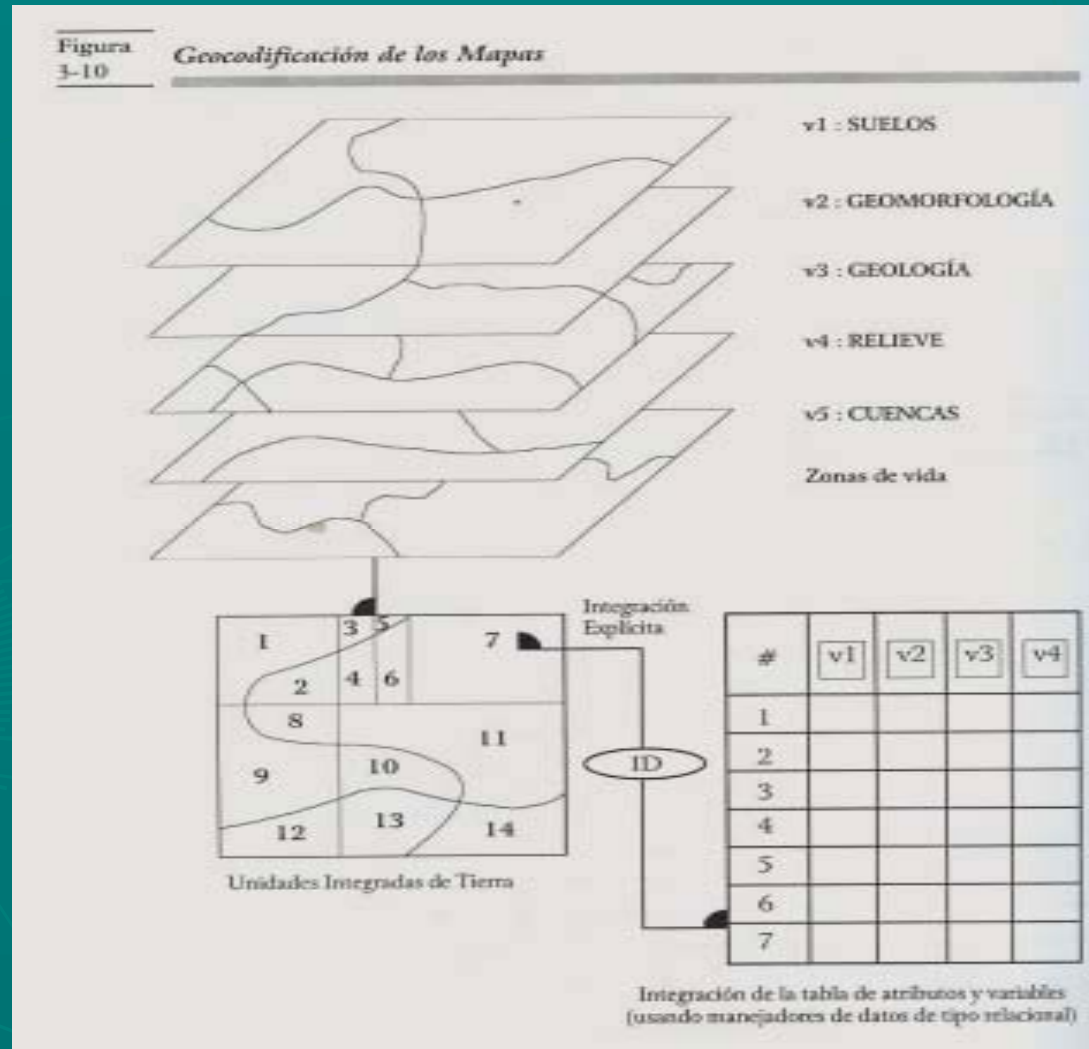 Figura
3-10
Geocodificación de los Mapas
v1 : SUELOS
v2 : GEOMORFOLOGÍA
v3 : GEOLOGÍA
v4 : RELIEVE
v5 : CUENCAS
Zonas de vida
Integración
Explícita
1
2
3
4
5
6
7
8
9
10
11
12
13
14
Unidades Integradas de Tierra
ID
# v1 v2 v3 v4
1
2
3
4
5
6
7
Integración de la tabla de atributos y variables
(usando manejadores de datos de tipo relacional)